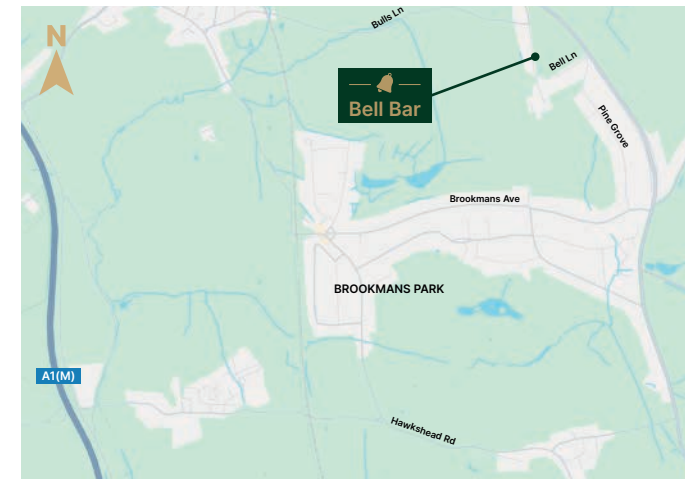 N
Bulls Ln
Bell Ln
Bell Bar
Pine Grove
Brookmans Ave
BROOKMANS PARK
A1(M)
Hawkshead Rd